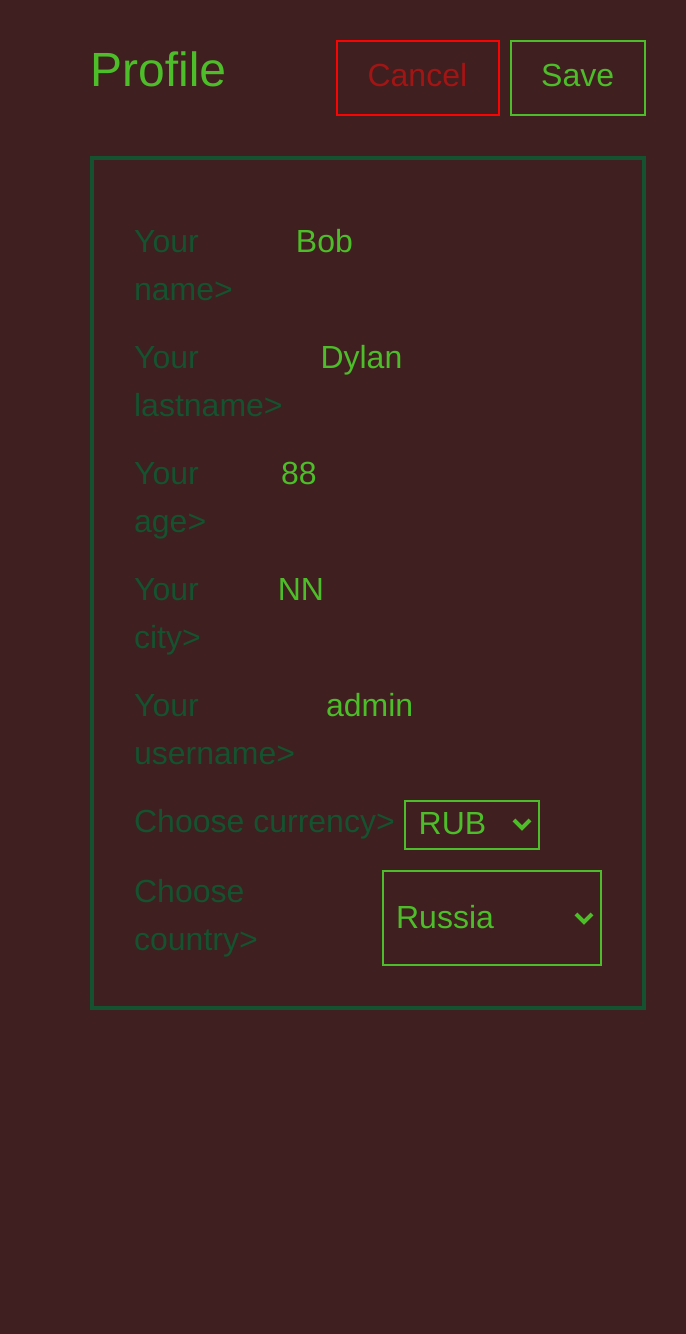 Profile Cancel Save
Your Bob
name>
Your Dylan
lastname>
Your 88
age>
Your NN
city>
Your admin
username>
Choose currency> RUB
Choose
country> Russia